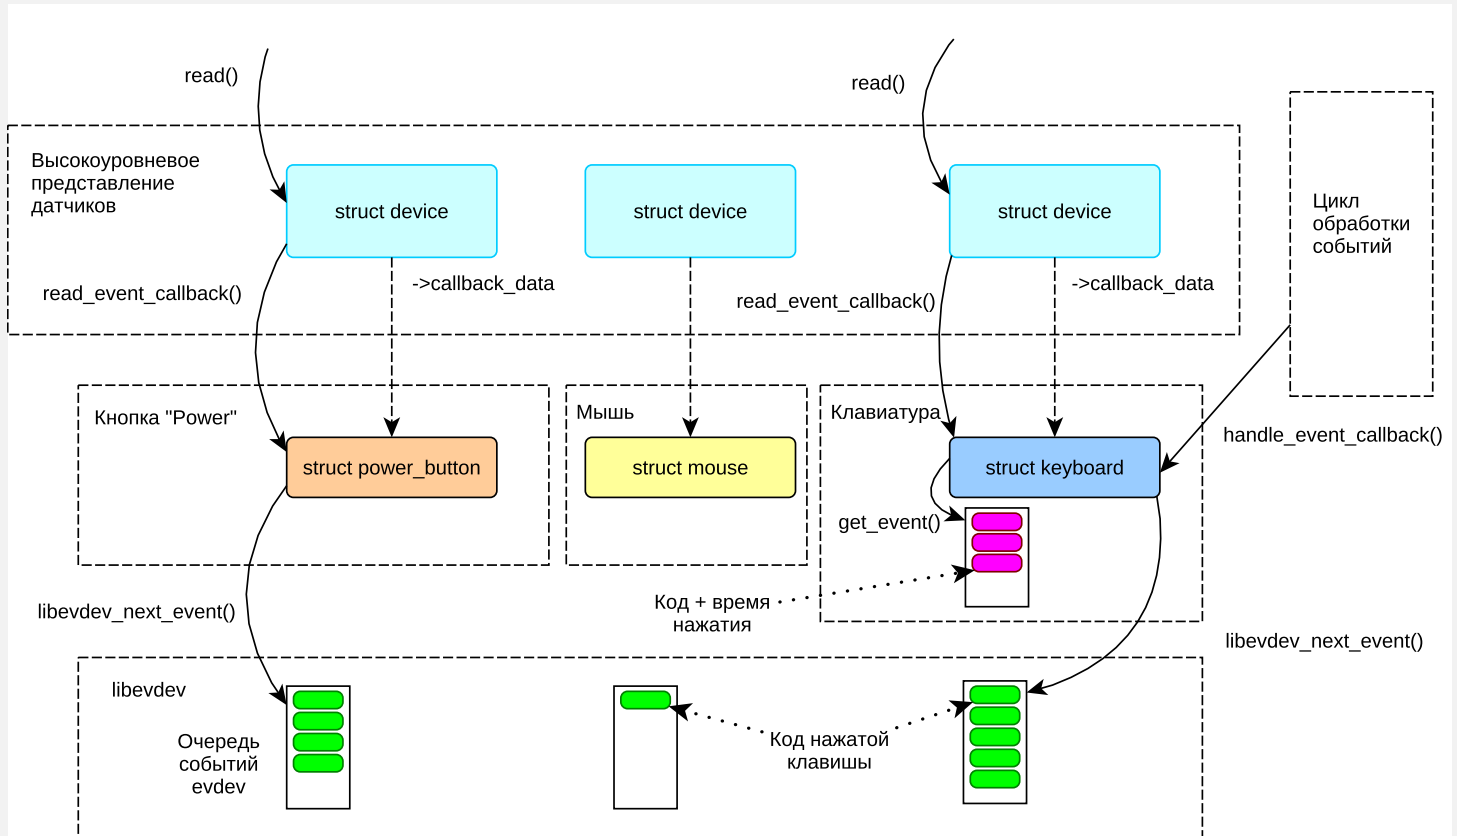 read()
read()
Высокоуровневое
представление
датчиков
struct device
struct device
struct device
Цикл
обработки
событий
read_event_callback()
->callback_data
read_event_callback()
->callback_data
Кнопка "Power"
Мышь
Клавиатура
handle_event_callback()
struct power_button
struct mouse
struct keyboard
get_event()
Код + время
нажатия
libevdev_next_event()
libevdev_next_event()
libevdev
Очередь
событий
evdev
Код нажатой
клавишы